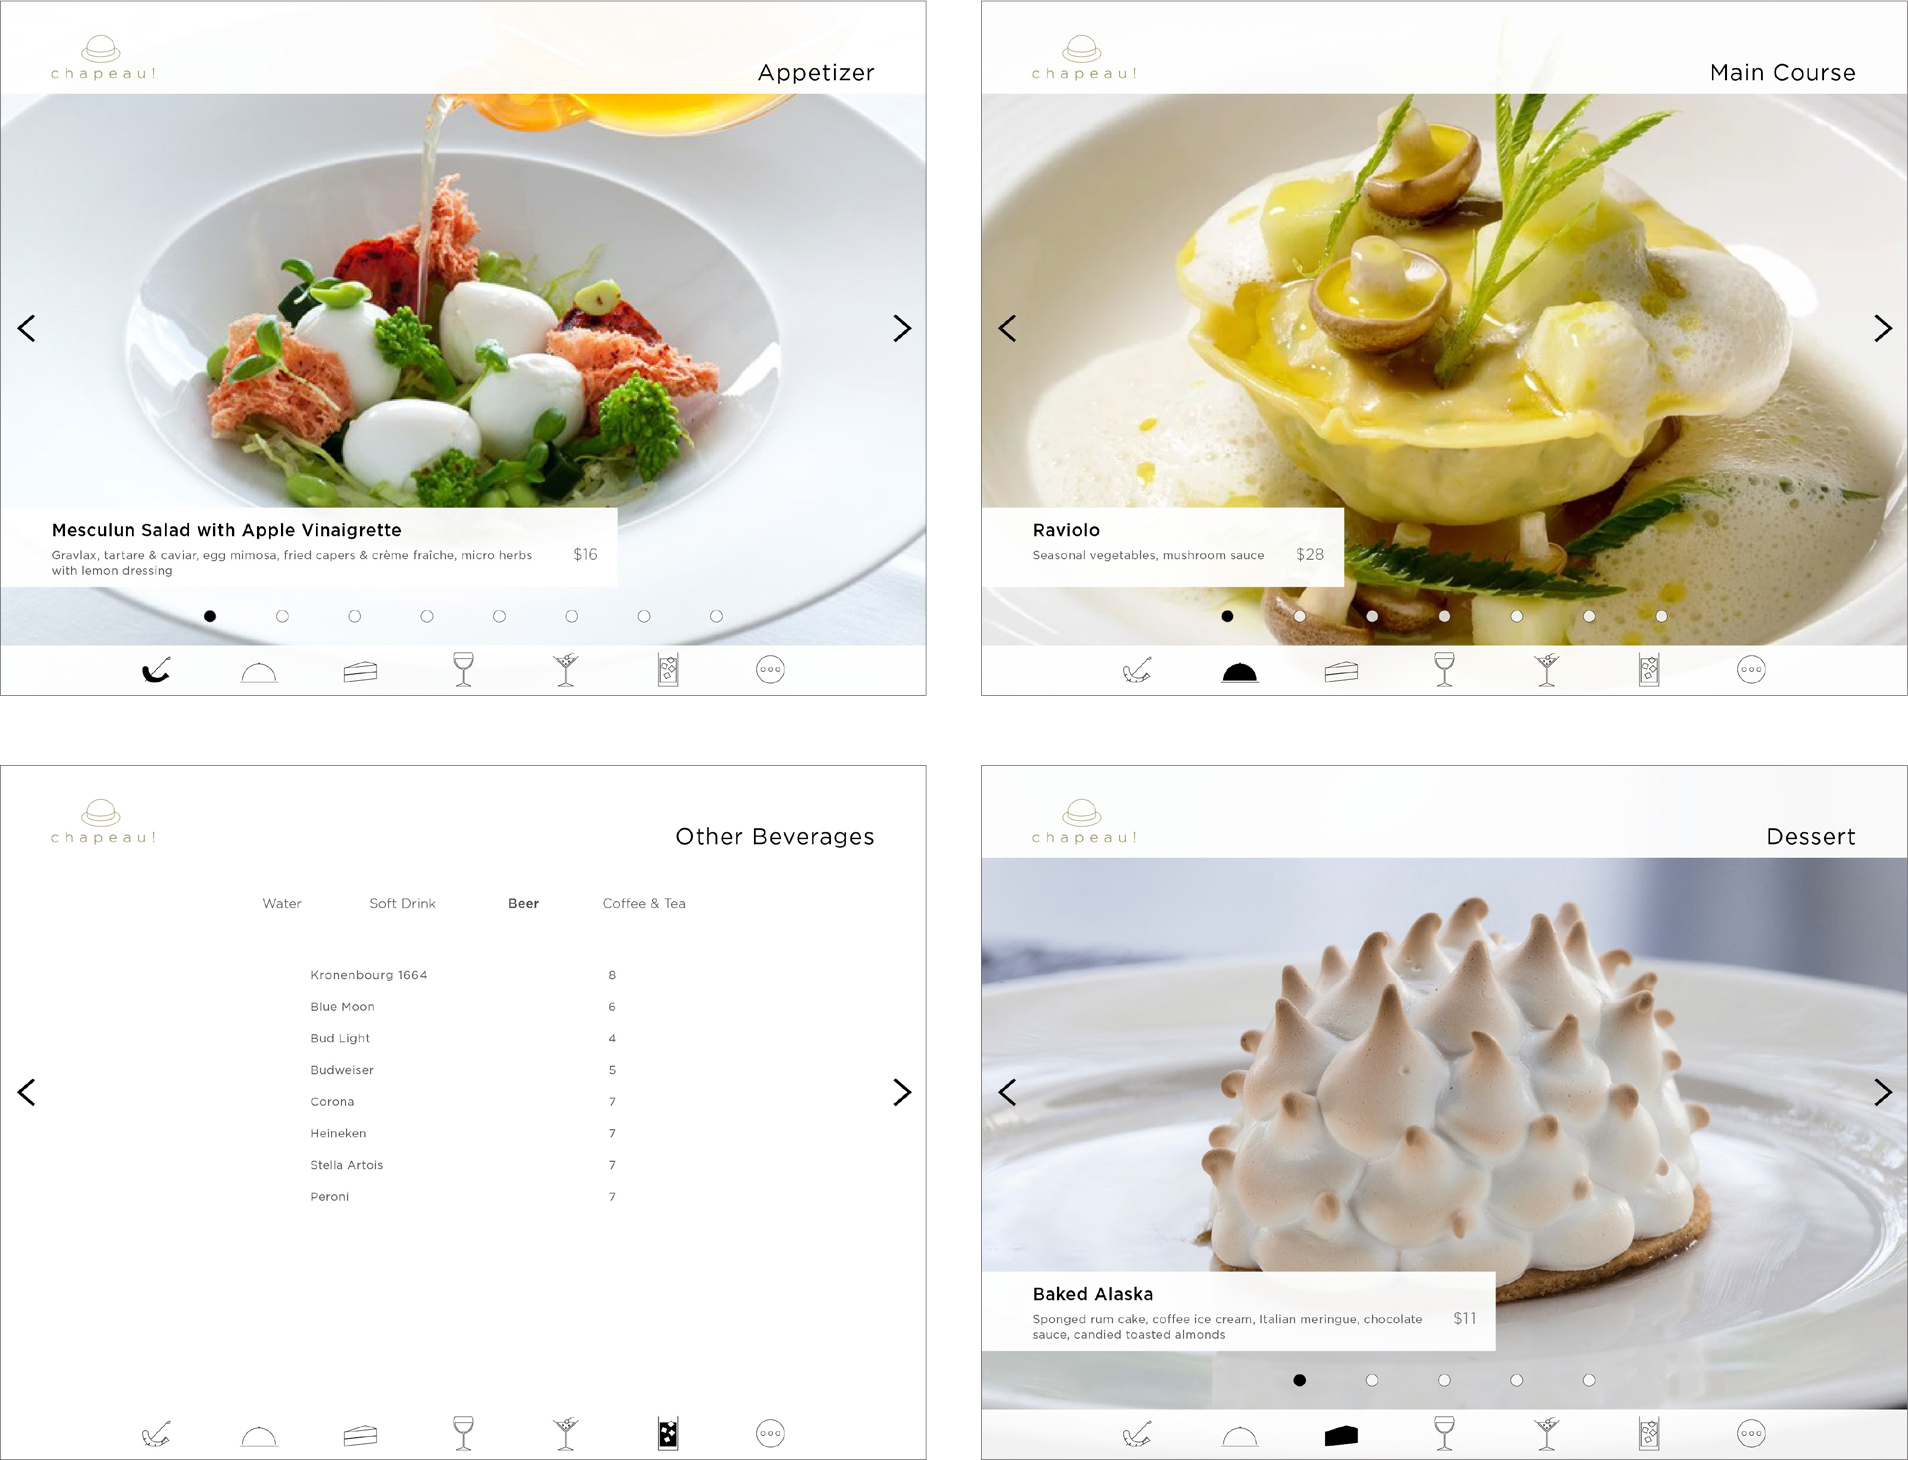 chapeau!
Appetizer
Mesculun Salad with Apple Vinaigrette
Gravlax, tartare & caviar, egg mimosa, fried capers & crème fraîche, micro herbs
with lemon dressing
$16
chapeau!
Main Course
Raviolo
Seasonal vegetables, mushroom sauce
$28
chapeau!
Other Beverages
Water Soft Drink Beer Coffee & Tea
Kronenbourg 1664 8
Blue Moon 6
Bud Light 4
Budweiser 5
Corona 7
Heineken 7
Stella Artois 7
Peroni 7
chapeau!
Dessert
Baked Alaska
Sponged rum cake, coffee ice cream, Italian meringue, chocolate
sauce, candied toasted almonds
$11